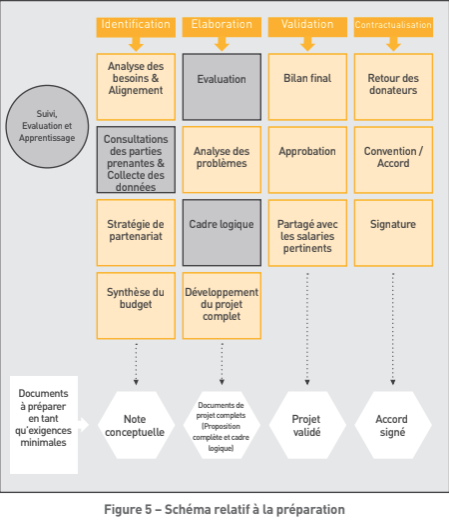 Identification
Élaboration
Validation
Contractualisation
Analyse des
besoins &
Alignement
Evaluation
Bilan final
Retour des
donateurs
Suivi,
Evaluation et
Apprentissage
Consultations
des parties
prenantes &
Collecte des
données
Analyse des
problèmes
Approbation
Convention /
Accord
Stratégie de
partenariat
Cadre logique
Partagé avec
les salaries
pertinents
Signature
Synthèse du
budget
Développement
du projet
complet
Documents
à préparer
en tant
qu'exigences
minimales
Note
conceptuelle
Documents de
projet complets
(Proposition
complète et cadre
logique)
Projet
validé
Accord
signé
Figure 5 – Schéma relatif à la préparation